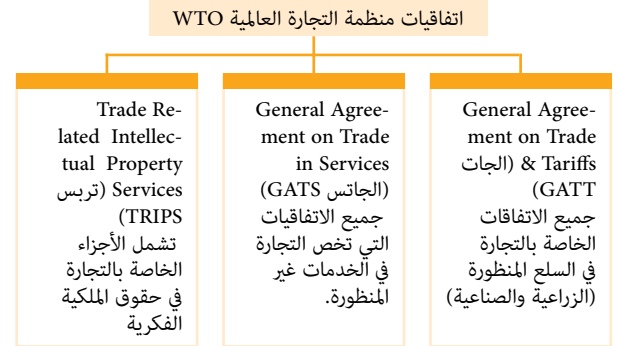 اتفاقيات منظمة التجارة العالمية WTO
General Agree-
ment on Trade
& Tariffs (الجات
GATT)
جميع الاتفاقات
الخاصة بالتجارة
في السلع المنظورة
(الزراعية والصناعية)
General Agree-
ment on Trade
in Services
(الجاتس GATS)
جميع الاتفاقيات
التي تخص التجارة
في الخدمات غير
المنظورة.
Trade Re-
lated Intellec-
tual Property
Services (تربس
TRIPS)
تشمل الأجزاء
الخاصة بالتجارة
في حقوق الملكية
الفكرية